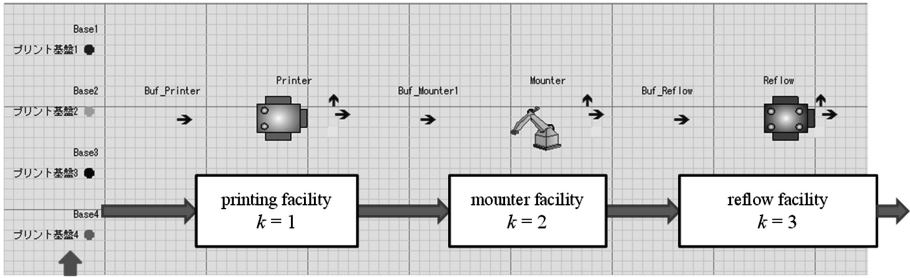 Base1
プリント基盤1
Base2
プリント基盤2
Base3
プリント基盤3
Base4
プリント基盤4
Buf_Printer
Printer
Buf_Mounter1
Mounter
Buf_Reflow
Reflow
printing facility
k = 1
mounter facility
k = 2
reflow facility
k = 3